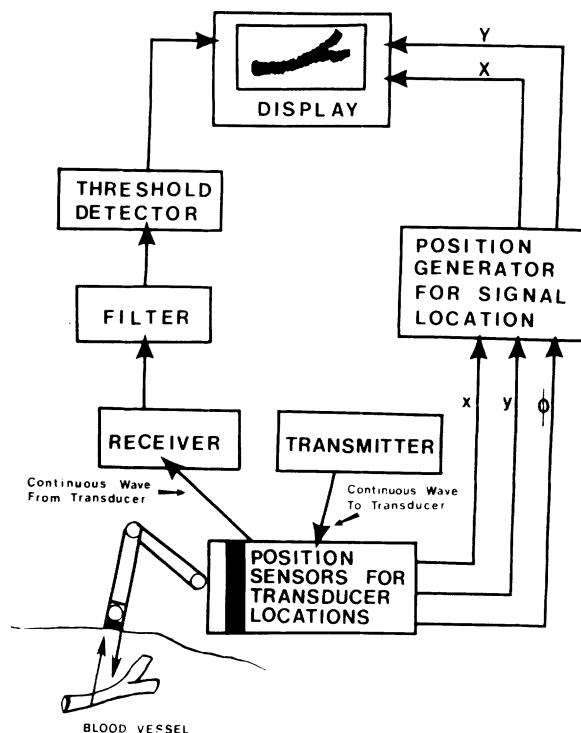 Y
X
DISPLAY
THRESHOLD
DETECTOR
POSITION
GENERATOR
FOR SIGNAL
LOCATION
FILTER
x
y
ϕ
RECEIVER
TRANSMITTER
Continuous Wave
From Transducer
Continuous Wave
To Transducer
POSITION
SENSORS FOR
TRANSDUCER
LOCATIONS
BLOOD VESSEL